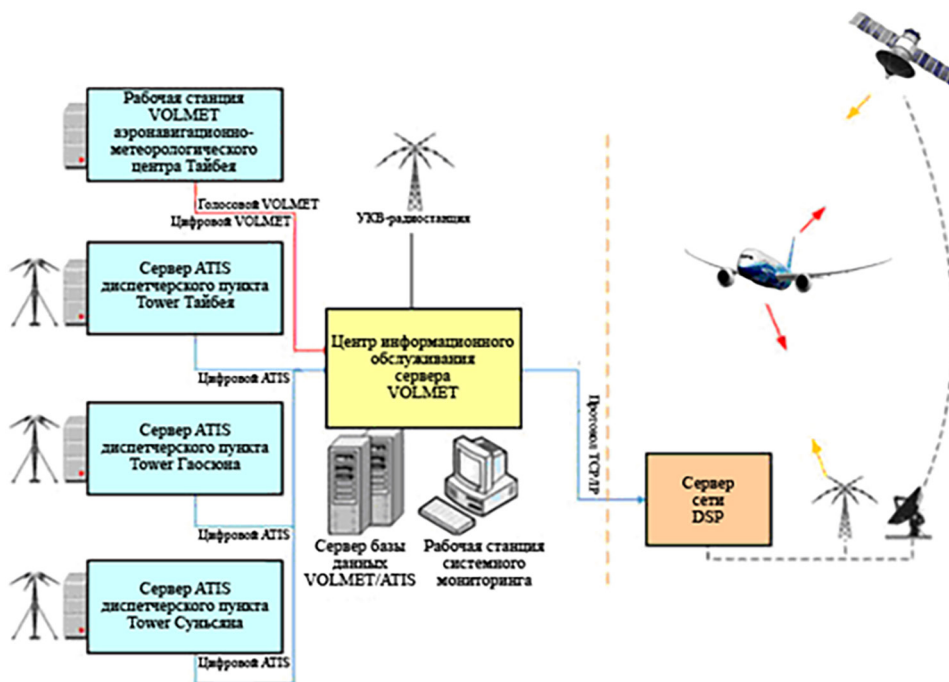 Рабочая станция
VOLMET
аэронавигационно-
метеорологического
центра Тайбея
Голосовой VOLMET
Цифровой VOLMET
УКВ-радиостанция
Сервер ATIS
диспетчерского пункта
Tower Тайбея
Цифровой ATIS
Центр информационного
обслуживания
сервера
VOLMET
Сервер ATIS
диспетчерского пункта
Tower Гаосюна
Цифровой ATIS
Протокол TCP/IP
Сервер
сети
DSP
Сервер базы
данных
VOLMET/ATIS
Рабочая станция
системного
мониторинга
Сервер ATIS
диспетчерского пункта
Tower Суньсяна
Цифровой ATIS